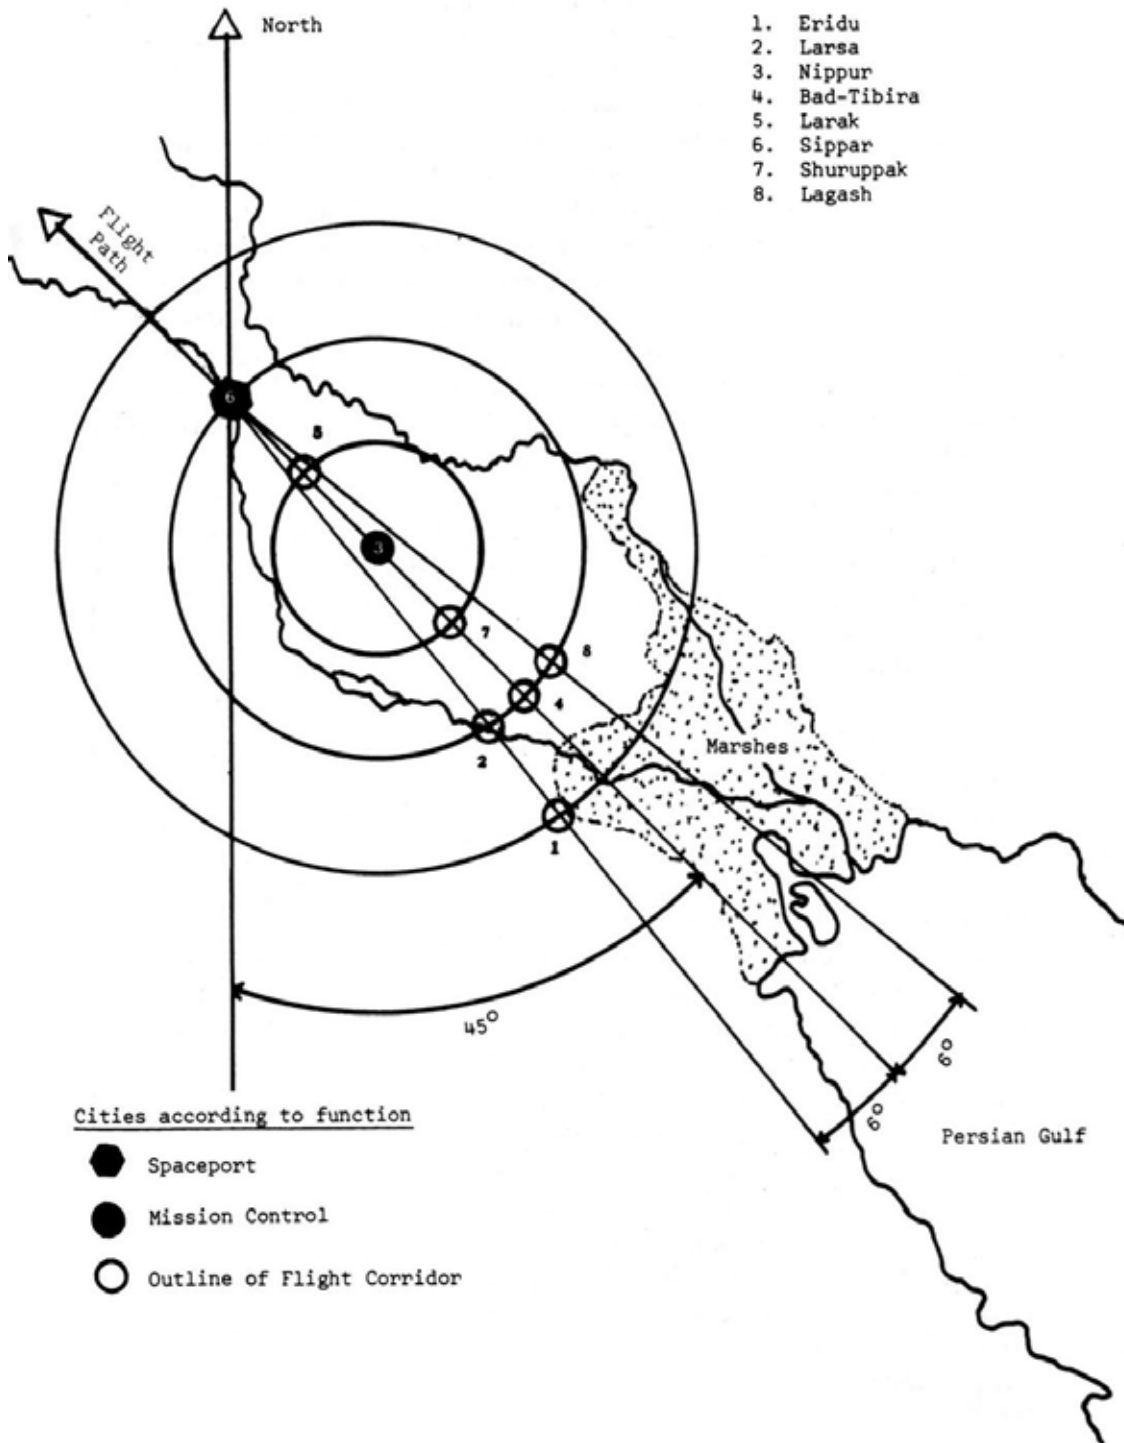 North
1. Eridu
2. Larsa
3. Nippur
4. Bad-Tibira
5. Larak
6. Sippar
7. Shuruppak
8. Lagash
Flight
Path
6
5
3
7
8
4
2
Marshes
1
45°
6°
6°
Persian Gulf
Cities according to function
Spaceport
Mission Control
Outline of Flight Corridor